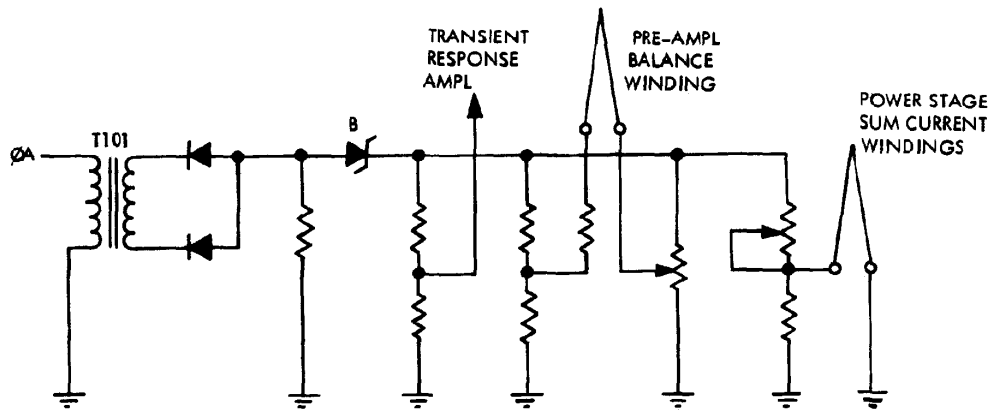 TRANSIENT
RESPONSE
AMPL
PRE-AMPL
BALANCE
WINDING
POWER STAGE
SUM CURRENT
WINDINGS
ØA
T101
B